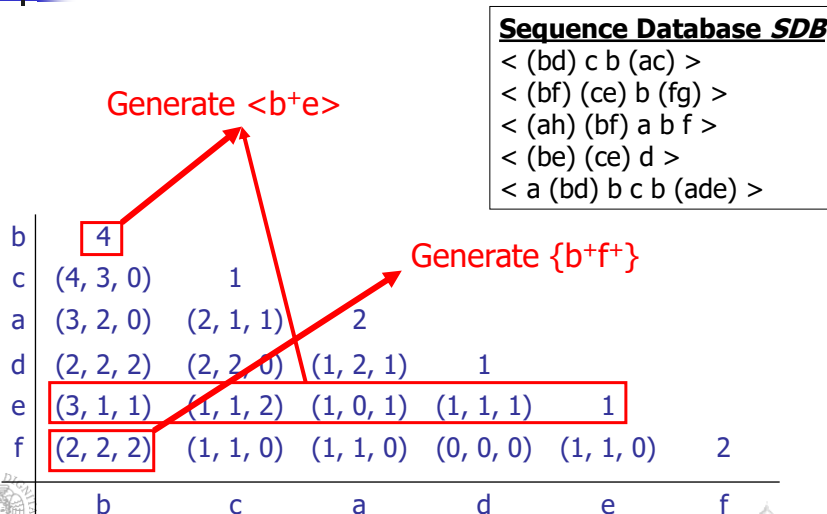 Sequence Database SDB
< (bd) c b (ac) >
< (bf) (ce) b (fg) >
< (ah) (bf) a b f >
< (be) (ce) d >
< a (bd) b c b (ade) >
Generate <b⁺e>
Generate {b⁺f⁺}
b 4
c (4, 3, 0) 1
a (3, 2, 0) (2, 1, 1) 2
d (2, 2, 2) (2, 2, 0) (1, 2, 1) 1
e (3, 1, 1) (1, 1, 2) (1, 0, 1) (1, 1, 1) 1
f (2, 2, 2) (1, 1, 0) (1, 1, 0) (0, 0, 0) (1, 1, 0) 2
b c a d e f